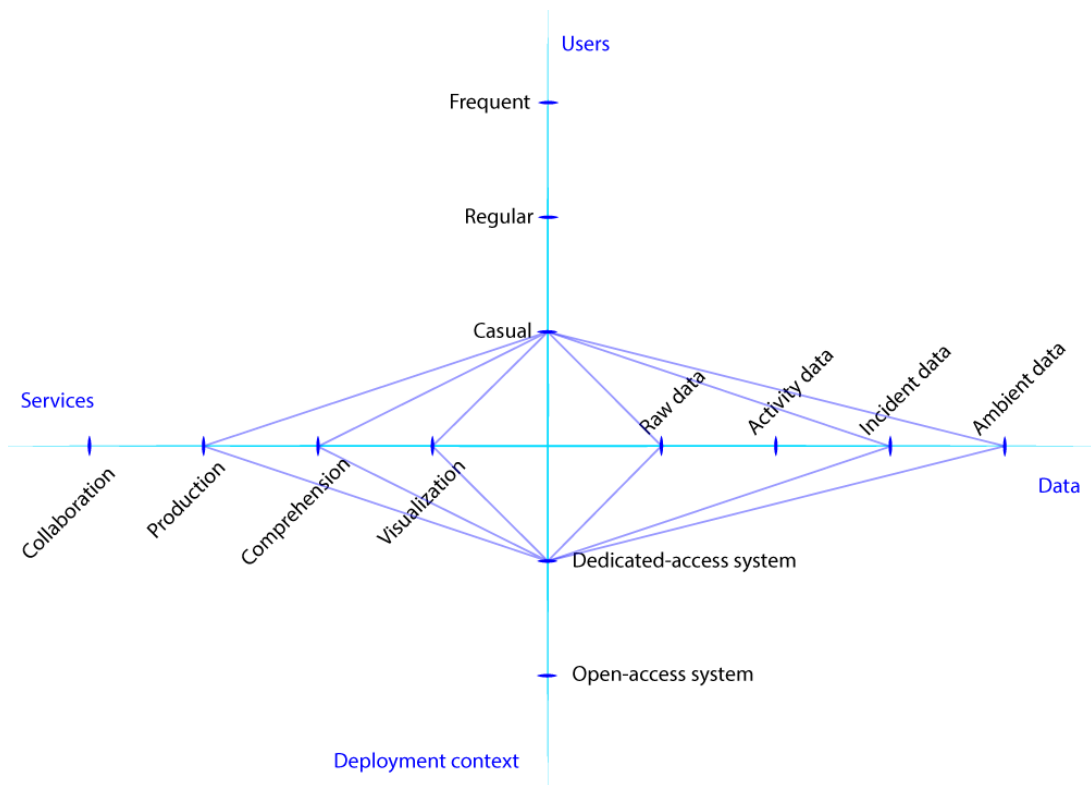 Users
Frequent
Regular
Casual
Services
Raw data
Activity data
Incident data
Ambient data
Data
Collaboration
Production
Comprehension
Visualization
Dedicated-access system
Open-access system
Deployment context